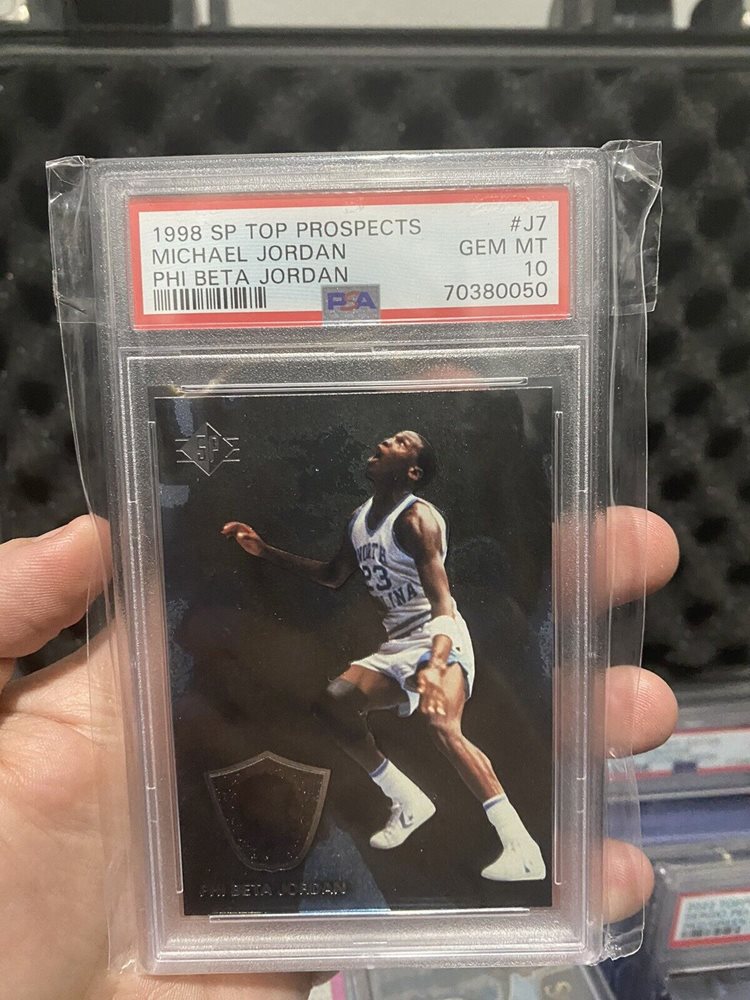 1998 SP TOP PROSPECTS #J7
MICHAEL JORDAN GEM MT
PHI BETA JORDAN 10
PSA 70380050
SP
NORTH
23
PHI BETA JORDAN